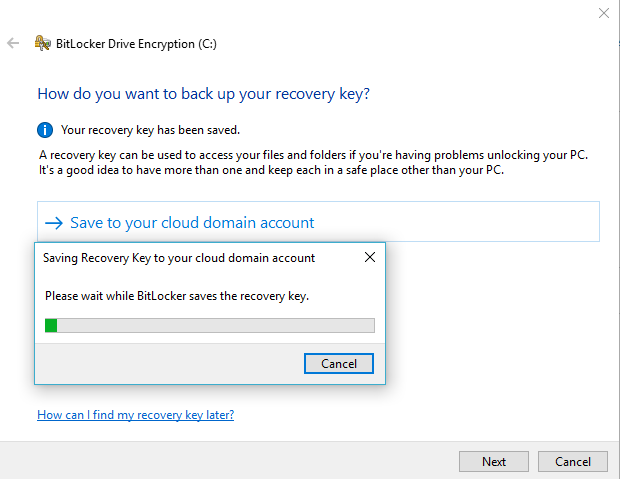 BitLocker Drive Encryption (C:)
How do you want to back up your recovery key?
Your recovery key has been saved.
A recovery key can be used to access your files and folders if you're having problems unlocking your PC.
It's a good idea to have more than one and keep each in a safe place other than your PC.
Save to your cloud domain account
Saving Recovery Key to your cloud domain account
Please wait while BitLocker saves the recovery key.
Cancel
How can I find my recovery key later?
Next
Cancel